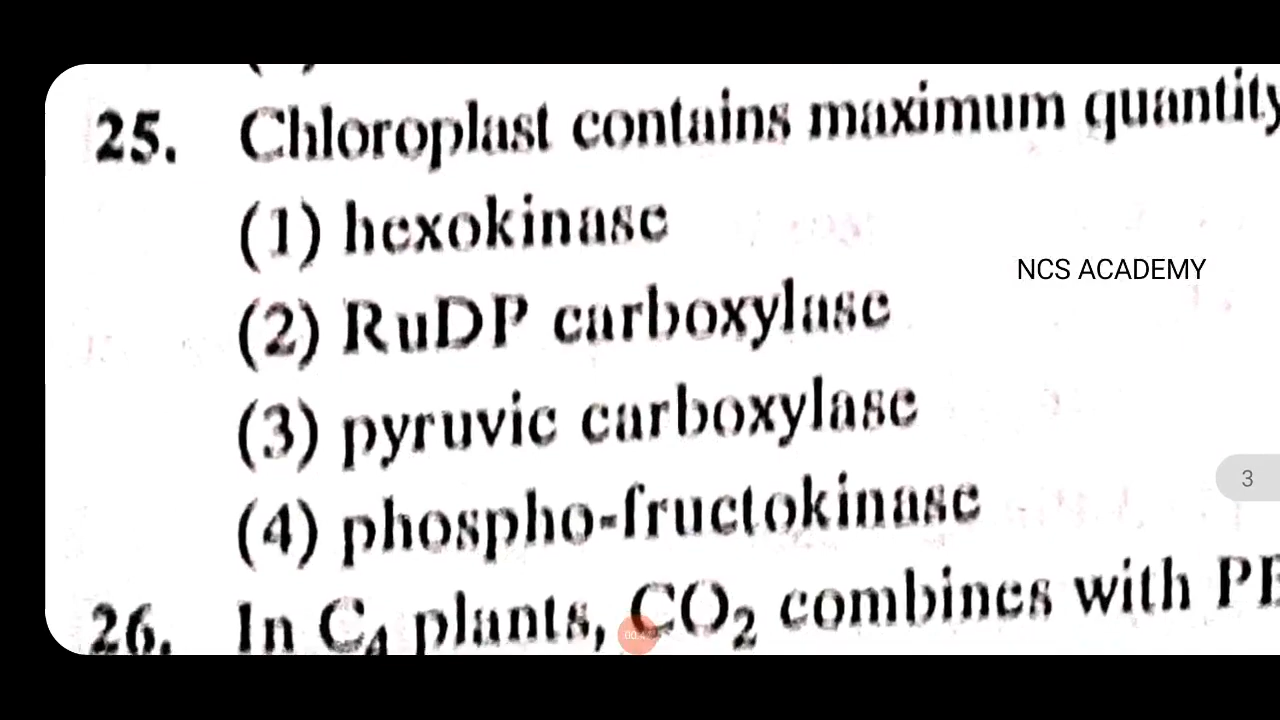 25. Chloroplast contains maximum quantity
(1) hexokinase
NCS ACADEMY
(2) RuDP carboxylase
(3) pyruvic carboxylase
3
(4) phospho-fructokinase
26. In C₄ plants, CO₂ combines with